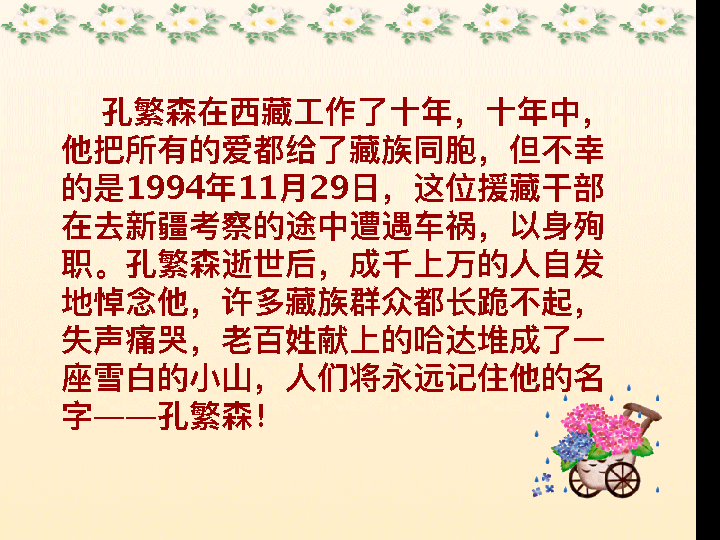 孔繁森在西藏工作了十年，十年中，
他把所有的爱都给了藏族同胞，但不幸
的是1994年11月29日，这位援藏干部
在去新疆考察的途中遭遇车祸，以身殉
职。孔繁森逝世后，成千上万的人自发
地悼念他，许多藏族群众都长跪不起，
失声痛哭，老百姓献上的哈达堆成了一
座雪白的小山，人们将永远记住他的名
字——孔繁森！